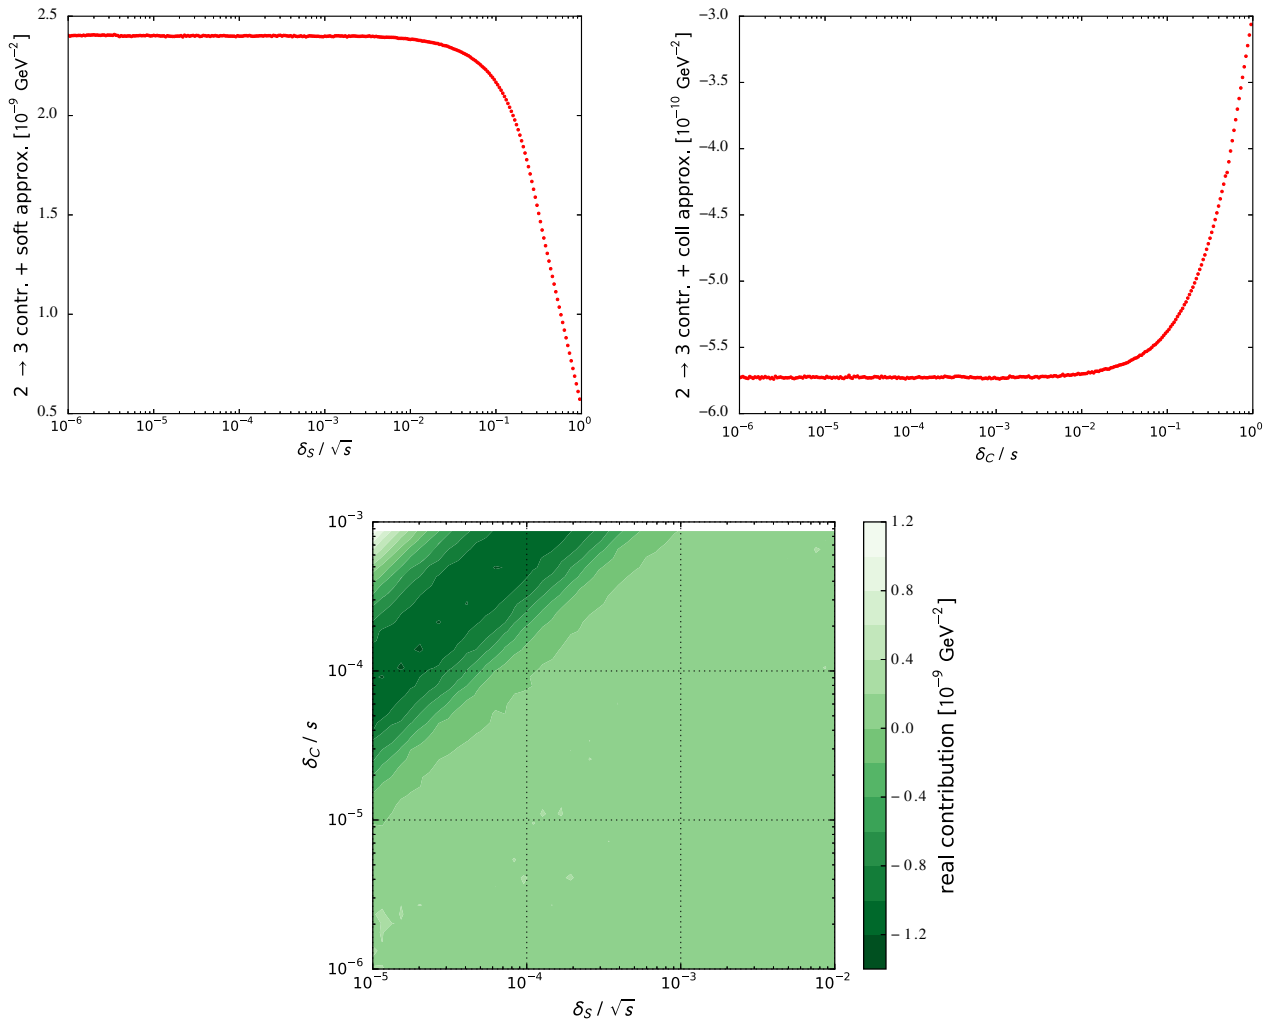 2 → 3 contr. + soft approx. [10⁻⁹ GeV⁻²]
2.5
2.0
1.5
1.0
0.5
10⁻⁶ 10⁻⁵ 10⁻⁴ 10⁻³ 10⁻² 10⁻¹ 10⁰
δ_S / √s
2 → 3 contr. + coll approx. [10⁻¹⁰ GeV⁻²]
−3.0
−3.5
−4.0
−4.5
−5.0
−5.5
−6.0
10⁻⁶ 10⁻⁵ 10⁻⁴ 10⁻³ 10⁻² 10⁻¹ 10⁰
δ_C / s
δ_C / s
10⁻³
10⁻⁴
10⁻⁵
10⁻⁶
10⁻⁵ 10⁻⁴ 10⁻³ 10⁻²
δ_S / √s
1.2
0.8
0.4
0.0
−0.4
−0.8
−1.2
real contribution [10⁻⁹ GeV⁻²]